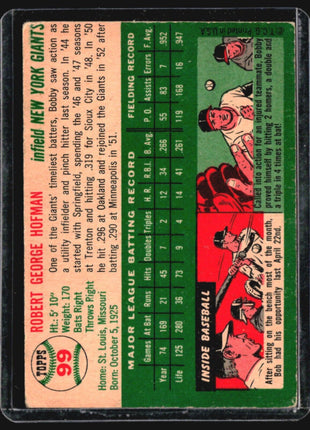 TOPPS
99
ROBERT GEORGE HOFMAN
infield NEW YORK GIANTS
Ht.: 5' 10"
Weight: 170
Bats Right
Throws Right
Home: St. Louis, Missouri
Born: October 5, 1925
One of the Giants' timeliest batters, Bobby saw action as
a utility infielder and pinch hitter last season. In '44 he
started with Springfield, spending the '46 and '47 seasons
at Trenton and hitting .319 for Sioux City in '48. In '50
he hit .296 at Oakland and rejoined the Giants in '52 after
batting 290 at Minneapolis in '51.
MAJOR LEAGUE BATTING RECORD
FIELDING RECORD
Games At Bat Runs Hits Doubles Triples H.R. R.B.I. B. Avg. P.O. Assists Errors F. Avg.
Year 74 169 21 45 7 2 12 34 .266 55 83 7 .952
Life 125 280 36 73 9 4 14 41 .261 119 168 16 .947
INSIDE BASEBALL
After sitting on the bench most of the month,
Bob had his opportunity last April 22nd.
Called into action for an injured teammate, Bobby
proved himself by hitting 2 homers, a double and
a triple in 4 times at bat!
© T.C.G. Printed in U.S.A.